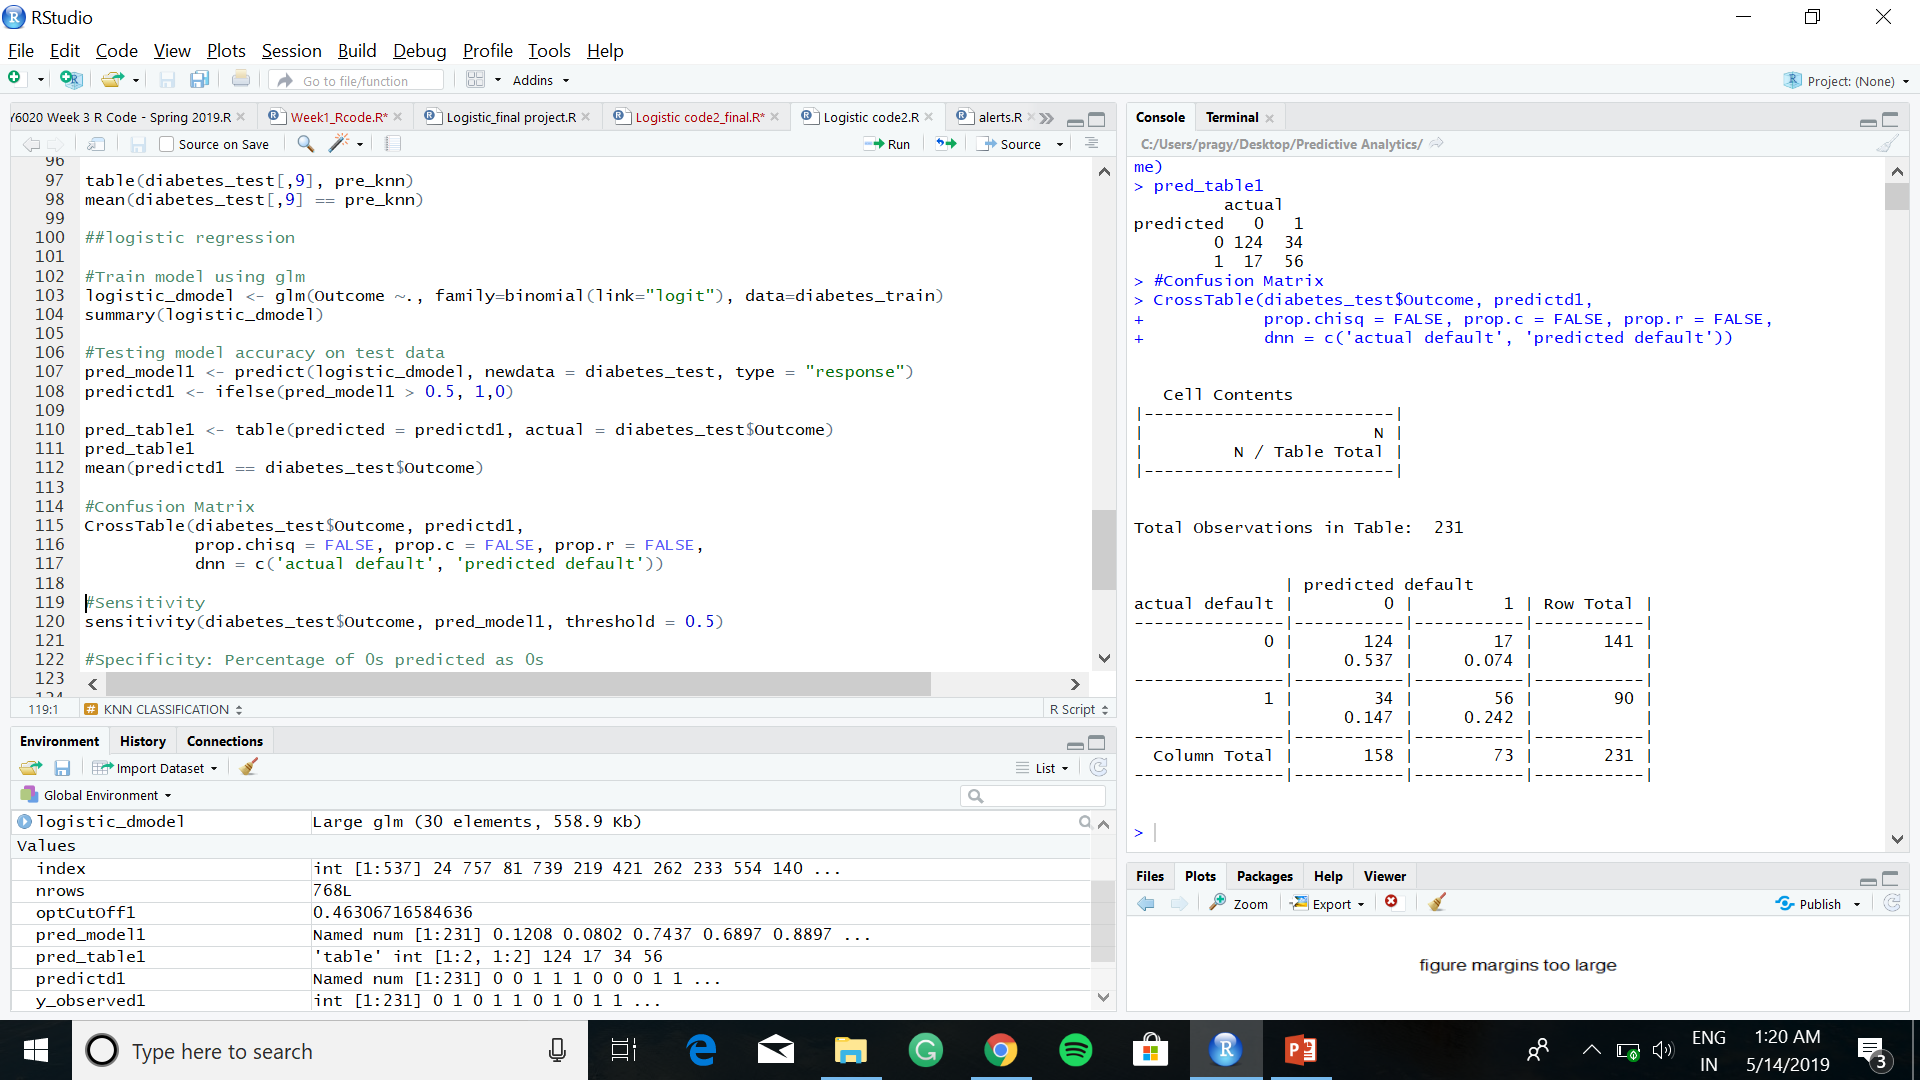 RStudio
File Edit Code View Plots Session Build Debug Profile Tools Help
Go to file/function Addins Project: (None)
/6020 Week 3 R Code - Spring 2019.R Week1_Rcode.R* Logistic_final project.R Logistic code2_final.R* Logistic code2.R alerts.R
Source on Save Run Source
96
97 table(diabetes_test[,9], pre_knn)
98 mean(diabetes_test[,9] == pre_knn)
99
100 ##logistic regression
101
102 #Train model using glm
103 logistic_dmodel <- glm(Outcome ~., family=binomial(link="logit"), data=diabetes_train)
104 summary(logistic_dmodel)
105
106 #Testing model accuracy on test data
107 pred_model1 <- predict(logistic_dmodel, newdata = diabetes_test, type = "response")
108 predictd1 <- ifelse(pred_model1 > 0.5, 1,0)
109
110 pred_table1 <- table(predicted = predictd1, actual = diabetes_test$Outcome)
111 pred_table1
112 mean(predictd1 == diabetes_test$Outcome)
113
114 #Confusion Matrix
115 CrossTable(diabetes_test$Outcome, predictd1,
116 prop.chisq = FALSE, prop.c = FALSE, prop.r = FALSE,
117 dnn = c('actual default', 'predicted default'))
118
119 #Sensitivity
120 sensitivity(diabetes_test$Outcome, pred_model1, threshold = 0.5)
121
122 #Specificity: Percentage of 0s predicted as 0s
123
124
119:1 # KNN CLASSIFICATION R Script
Environment History Connections
Import Dataset List
Global Environment
logistic_dmodel Large glm (30 elements, 558.9 Kb)
Values
index int [1:537] 24 757 81 739 219 421 262 233 554 140 ...
nrows 768L
optCutOff1 0.46306716584636
pred_model1 Named num [1:231] 0.1208 0.0802 0.7437 0.6897 0.8897 ...
pred_table1 'table' int [1:2, 1:2] 124 17 34 56
predictd1 Named num [1:231] 0 0 1 1 1 0 0 0 1 1 ...
y_observed1 int [1:231] 0 1 0 1 1 0 1 0 1 1 ...
Console Terminal
C:/Users/pragy/Desktop/Predictive Analytics/
me)
> pred_table1
actual
predicted 0 1
0 124 34
1 17 56
> #Confusion Matrix
> CrossTable(diabetes_test$Outcome, predictd1,
+ prop.chisq = FALSE, prop.c = FALSE, prop.r = FALSE,
+ dnn = c('actual default', 'predicted default'))
Cell Contents
|-------------------------|
| N |
| N / Table Total |
|-------------------------|
Total Observations in Table: 231
| predicted default
actual default | 0 | 1 | Row Total |
---------------|-----------|-----------|-----------|
0 | 124 | 17 | 141 |
| 0.537 | 0.074 | |
---------------|-----------|-----------|-----------|
1 | 34 | 56 | 90 |
| 0.147 | 0.242 | |
---------------|-----------|-----------|-----------|
Column Total | 158 | 73 | 231 |
---------------|-----------|-----------|-----------|
>
Files Plots Packages Help Viewer
Zoom Export Publish
figure margins too large
Type here to search
ENG
IN
1:20 AM
5/14/2019
3